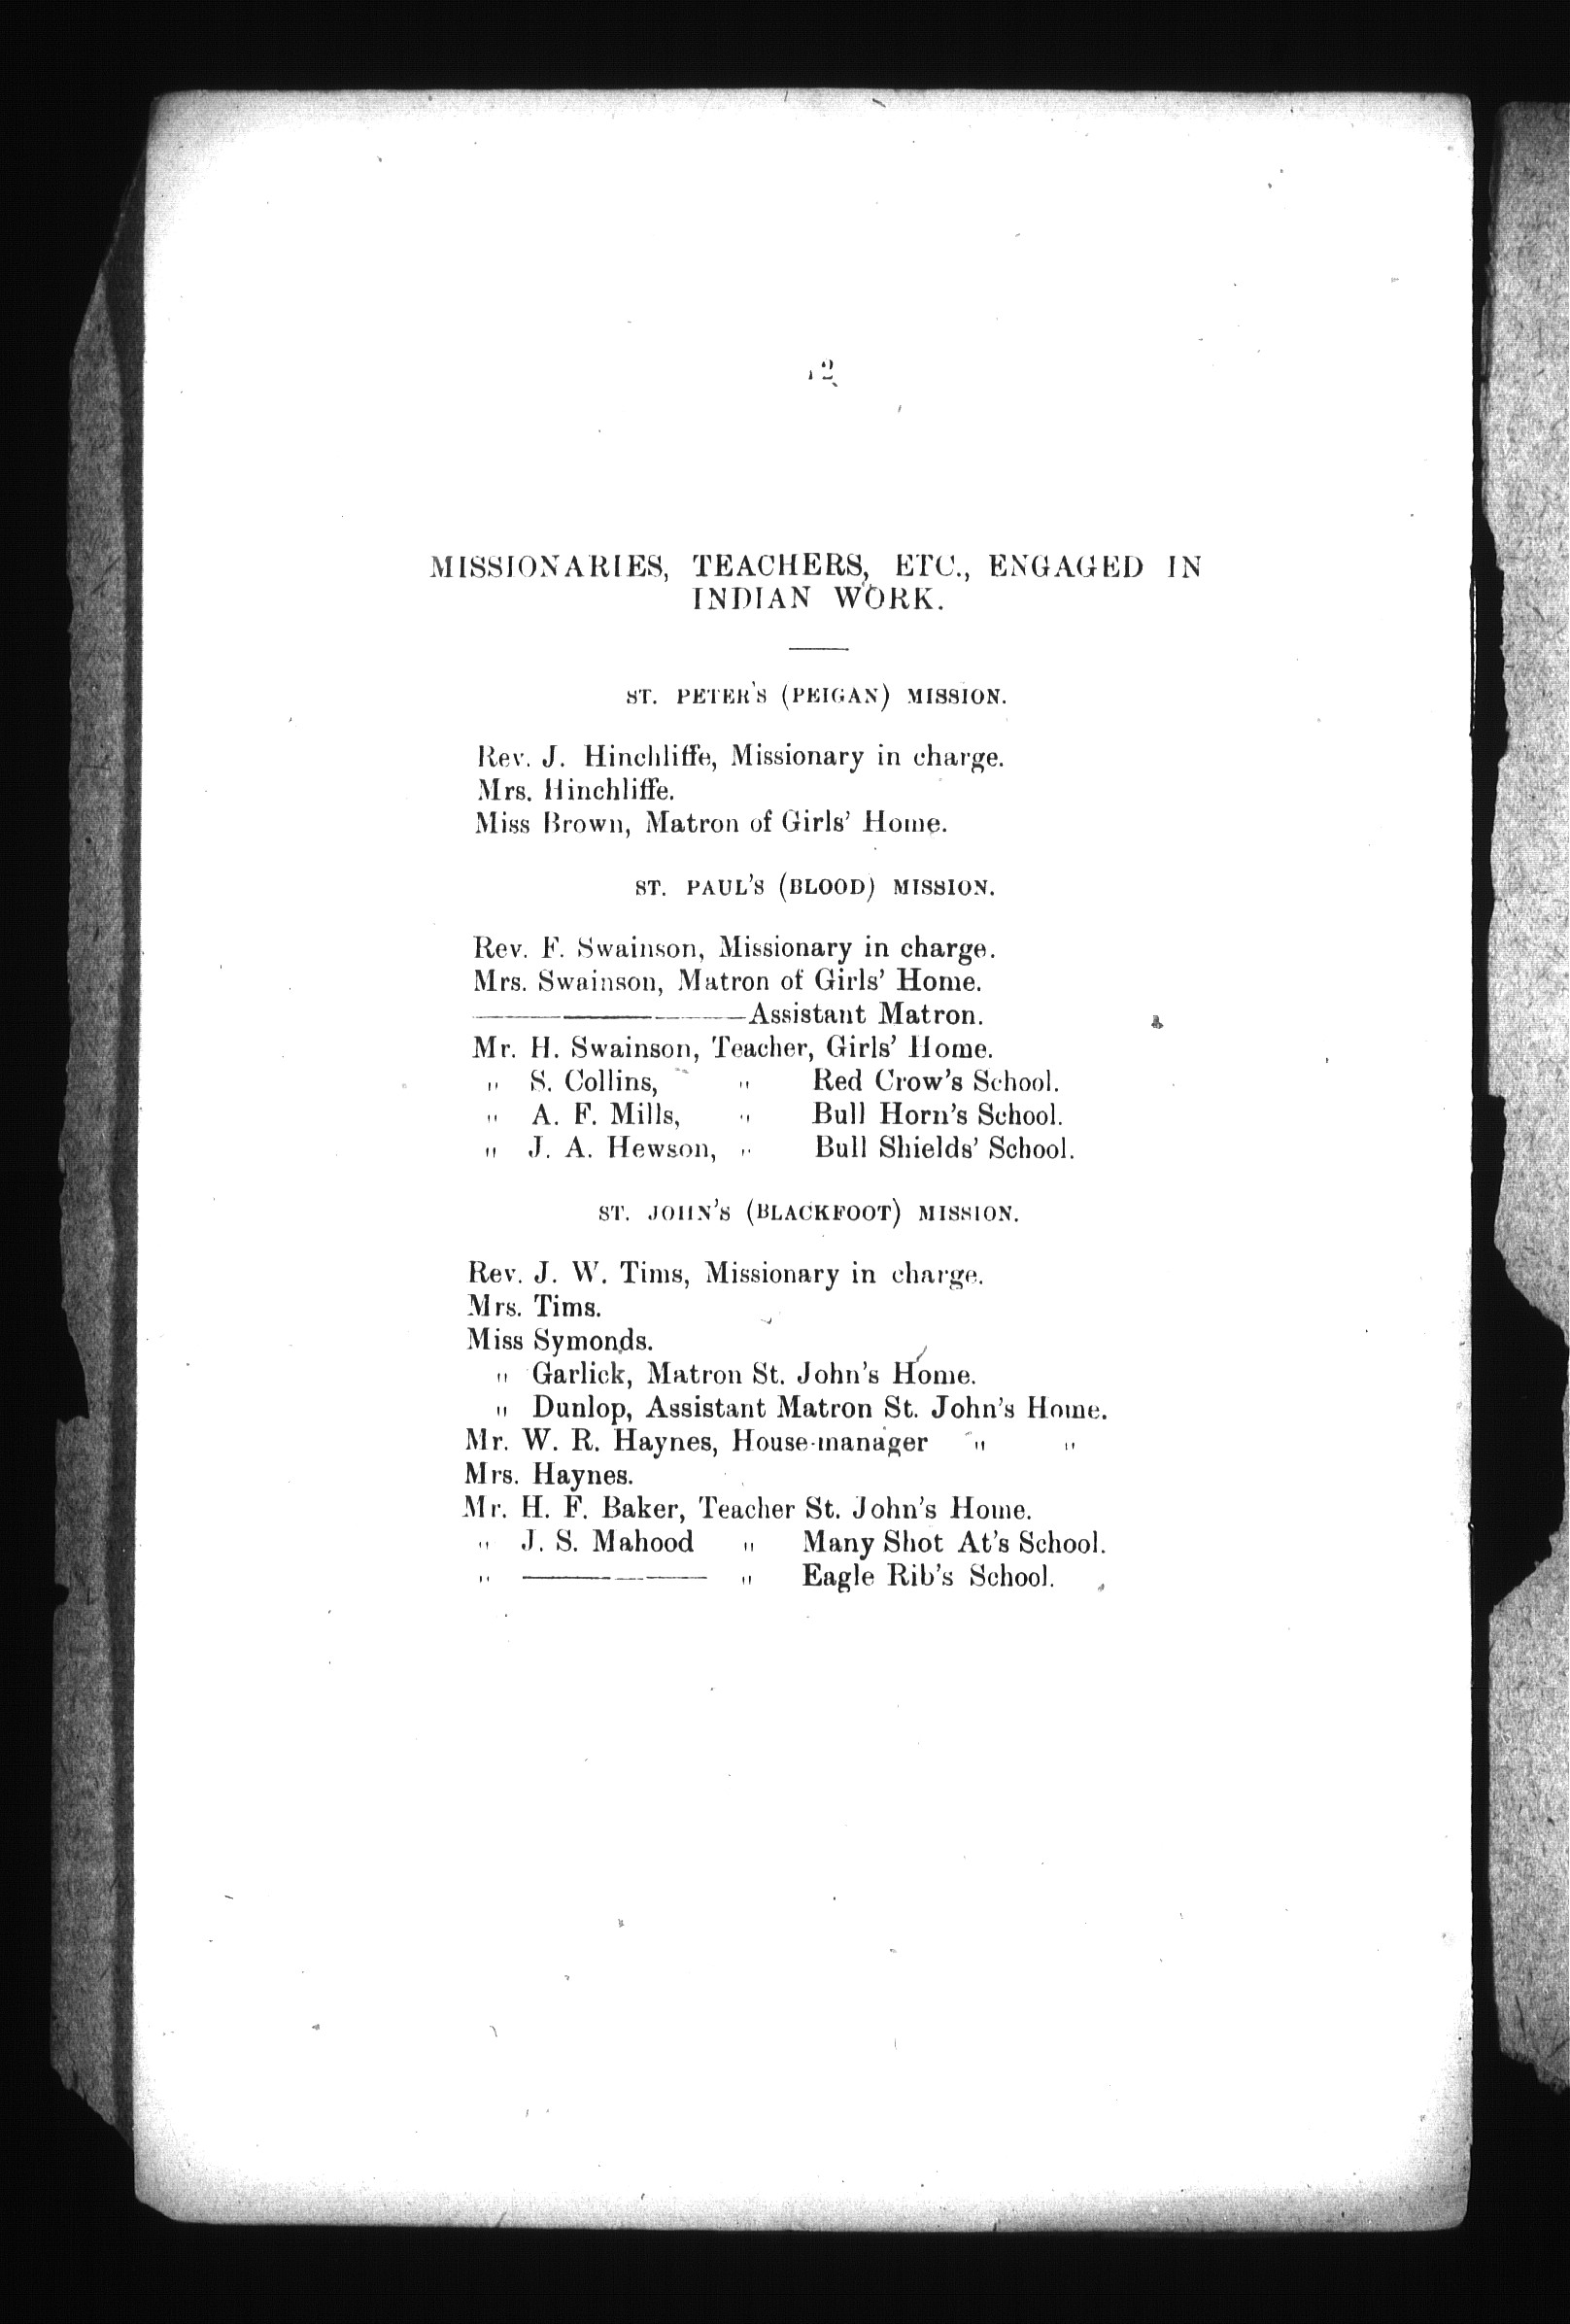 2
MISSIONARIES, TEACHERS, ETC., ENGAGED IN
INDIAN WORK.
ST. PETER'S (PEIGAN) MISSION.
Rev. J. Hinchliffe, Missionary in charge.
Mrs. Hinchliffe.
Miss Brown, Matron of Girls' Home.
ST. PAUL'S (BLOOD) MISSION.
Rev. F. Swainson, Missionary in charge.
Mrs. Swainson, Matron of Girls' Home.
————Assistant Matron.
Mr. H. Swainson, Teacher, Girls' Home.
" S. Collins, " Red Crow's School.
" A. F. Mills, " Bull Horn's School.
" J. A. Hewson, " Bull Shields' School.
ST. JOHN'S (BLACKFOOT) MISSION.
Rev. J. W. Tims, Missionary in charge.
Mrs. Tims.
Miss Symonds.
" Garlick, Matron St. John's Home.
" Dunlop, Assistant Matron St. John's Home.
Mr. W. R. Haynes, House-manager " "
Mrs. Haynes.
Mr. H. F. Baker, Teacher St. John's Home.
" J. S. Mahood " Many Shot At's School.
" ———— " Eagle Rib's School.